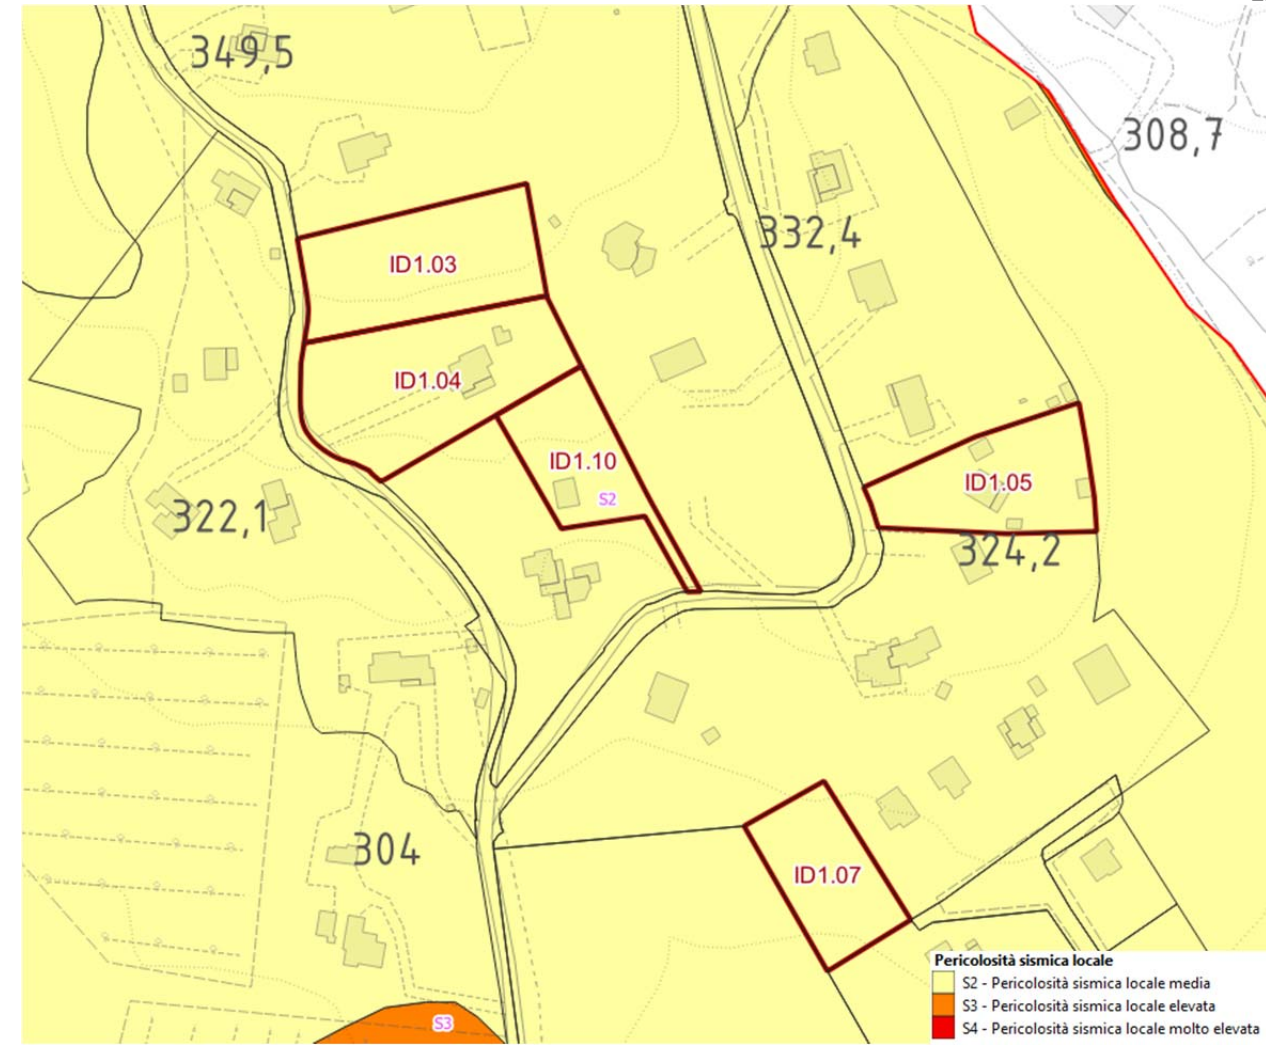 349,5
308,7
332,4
ID1.03
ID1.04
ID1.10
S2
ID1.05
322,1
324,2
304
ID1.07
Pericolosità sismica locale
S2 - Pericolosità sismica locale media
S3 - Pericolosità sismica locale elevata
S4 - Pericolosità sismica locale molto elevata
S3